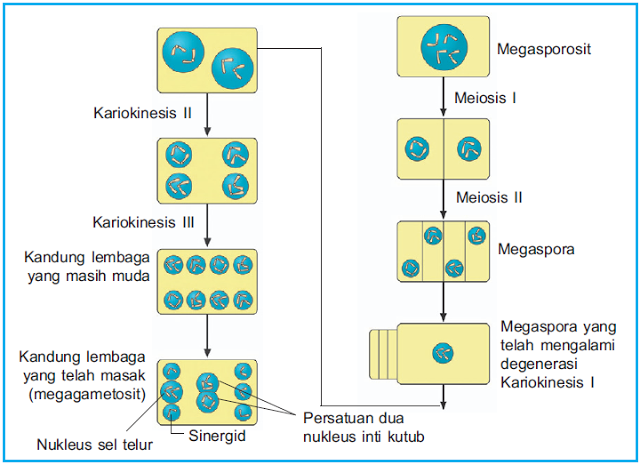 Megasporosit
Meiosis I
Meiosis II
Megaspora
Megaspora yang
telah mengalami
degenerasi
Kariokinesis I
Kariokinesis II
Kariokinesis III
Kandung lembaga
yang masih muda
Kandung lembaga
yang telah masak
(megagametosit)
Nukleus sel telur
Sinergid
Persatuan dua
nukleus inti kutub